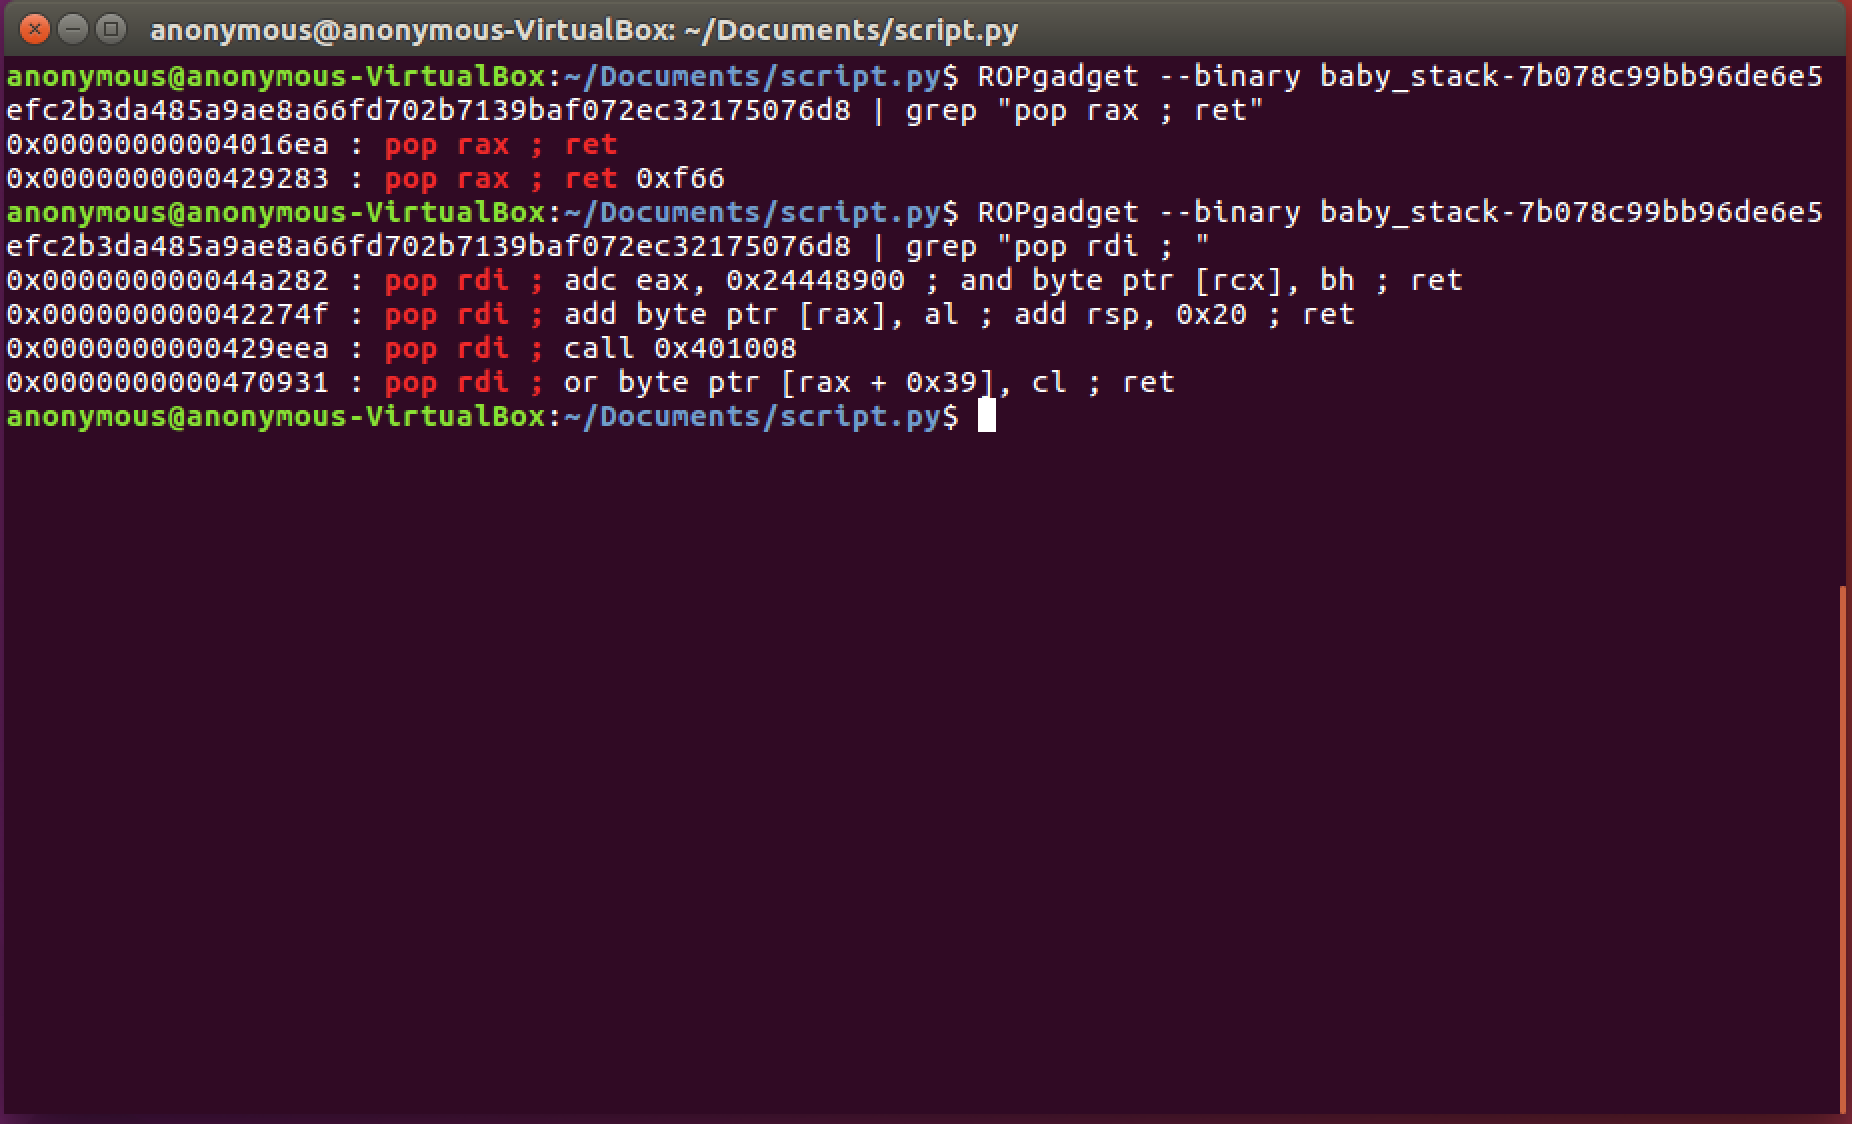 anonymous@anonymous-VirtualBox: ~/Documents/script.py
anonymous@anonymous-VirtualBox:~/Documents/script.py$ ROPgadget --binary baby_stack-7b078c99bb96de6e5
efc2b3da485a9ae8a66fd702b7139baf072ec32175076d8 | grep "pop rax ; ret"
0x00000000004016ea : pop rax ; ret
0x0000000000429283 : pop rax ; ret 0xf66
anonymous@anonymous-VirtualBox:~/Documents/script.py$ ROPgadget --binary baby_stack-7b078c99bb96de6e5
efc2b3da485a9ae8a66fd702b7139baf072ec32175076d8 | grep "pop rdi ; "
0x000000000044a282 : pop rdi ; adc eax, 0x24448900 ; and byte ptr [rcx], bh ; ret
0x000000000042274f : pop rdi ; add byte ptr [rax], al ; add rsp, 0x20 ; ret
0x0000000000429eea : pop rdi ; call 0x401008
0x0000000000470931 : pop rdi ; or byte ptr [rax + 0x39], cl ; ret
anonymous@anonymous-VirtualBox:~/Documents/script.py$